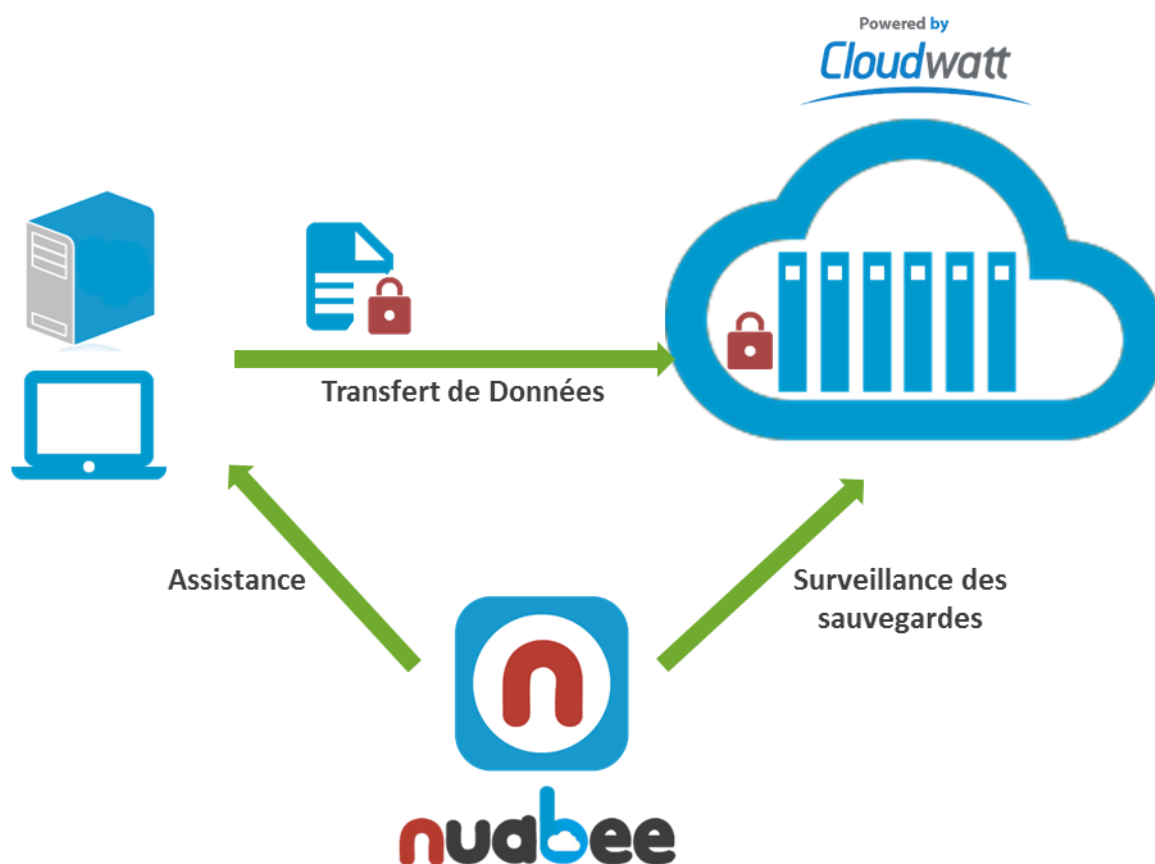 Powered by
Cloudwatt
Transfert de Données
Assistance
Surveillance des
sauvegardes
n
nuabee